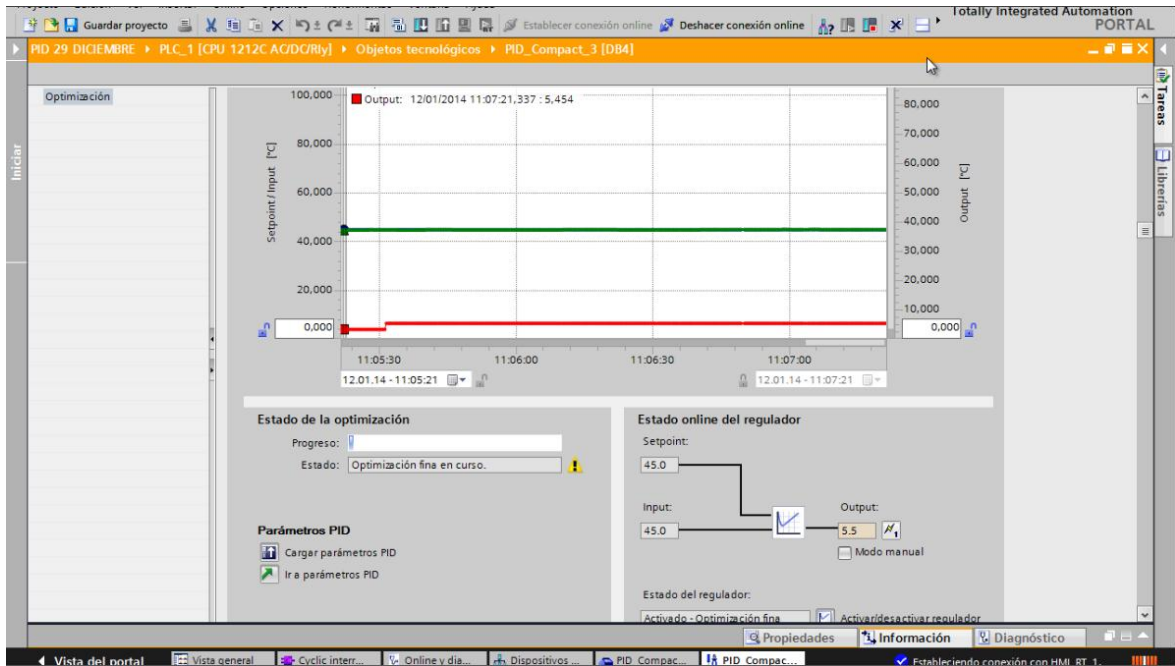 Totally Integrated Automation
PORTAL
Guardar proyecto
Establecer conexión online
Deshacer conexión online
PID 29 DICIEMBRE
PLC_1 [CPU 1212C AC/DC/Rly]
Objetos tecnológicos
PID_Compact_3 [DB4]
Iniciar
Optimización
Tareas
Librerías
Output: 12/01/2014 11:07:21,337 : 5,454
Setpoint / Input [°C]
100,000
80,000
60,000
40,000
20,000
0,000
80,000
70,000
60,000
50,000
40,000
30,000
20,000
10,000
0,000
Output [°C]
11:05:30
11:06:00
11:06:30
11:07:00
12.01.14 - 11:05:21
12.01.14 - 11:07:21
Estado de la optimización
Progreso:
Estado:
Optimización fina en curso.
Parámetros PID
Cargar parámetros PID
Ir a parámetros PID
Estado online del regulador
Setpoint:
45.0
Input:
45.0
Output:
5.5
Modo manual
Estado del regulador:
Activado - Optimización fina
Activar/desactivar regulador
Propiedades
Información
Diagnóstico
Vista del portal
Vista general
Cyclic interr...
Online y dia...
Dispositivos ...
PID Compac...
PID Compac...
Estableciendo conexión con HMI_RT_1.